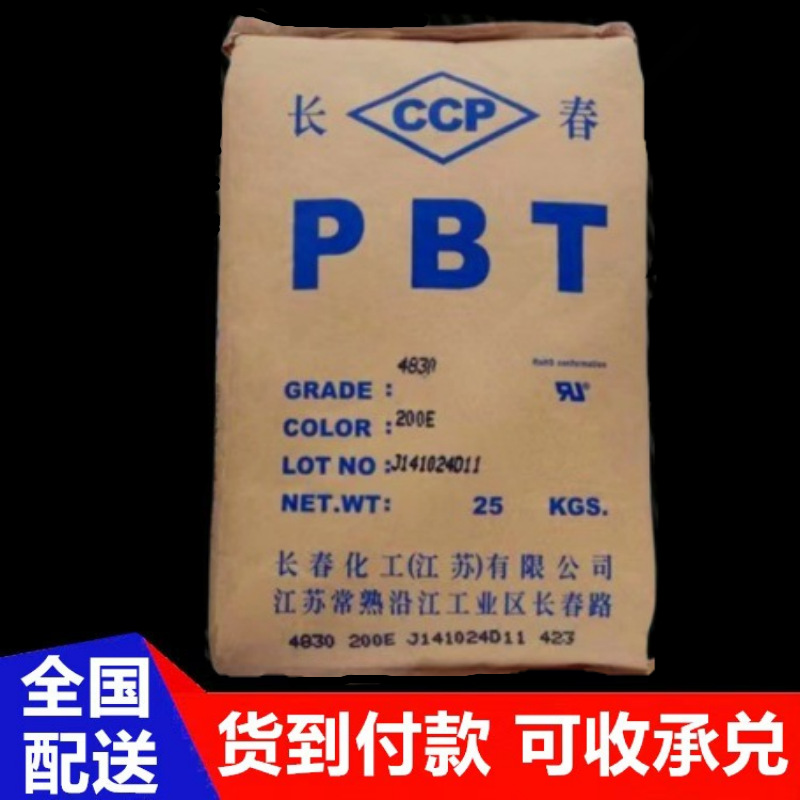 长 CCP 春
PBT
4830
RoHS conformation
GRADE :
COLOR : 200E
LOT NO : J141024D11
NET.WT: 25 KGS.
长春化工(江苏)有限公司
江苏常熟沿江工业区长春路
4830 200E J141024D11 423
全国
配送
货到付款 可收承兑